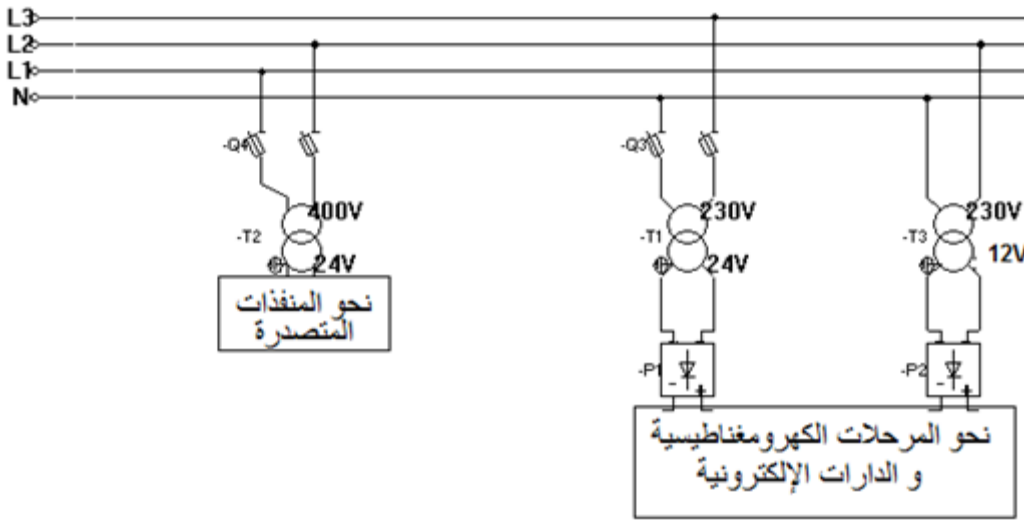 L3
L2
L1
N
-Q4
-Q3
400V
230V
230V
-T2
-T1
-T3
24V
24V
12V
نحو المنفذات
المتصدرة
-P1
-P2
- +
- +
نحو المرحلات الكهرومغناطيسية
و الدارات الإلكترونية